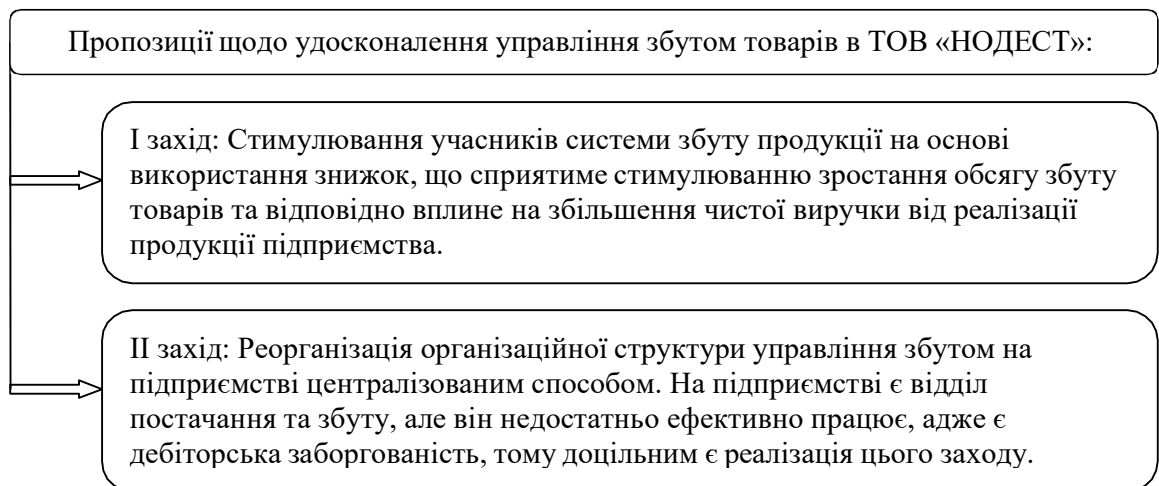 Пропозиції щодо удосконалення управління збутом товарів в ТОВ «НОДЕСТ»:
І захід: Стимулювання учасників системи збуту продукції на основі
використання знижок, що сприятиме стимулюванню зростання обсягу збуту
товарів та відповідно вплине на збільшення чистої виручки від реалізації
продукції підприємства.
ІІ захід: Реорганізація організаційної структури управління збутом на
підприємстві централізованим способом. На підприємстві є відділ
постачання та збуту, але він недостатньо ефективно працює, адже є
дебіторська заборгованість, тому доцільним є реалізація цього заходу.